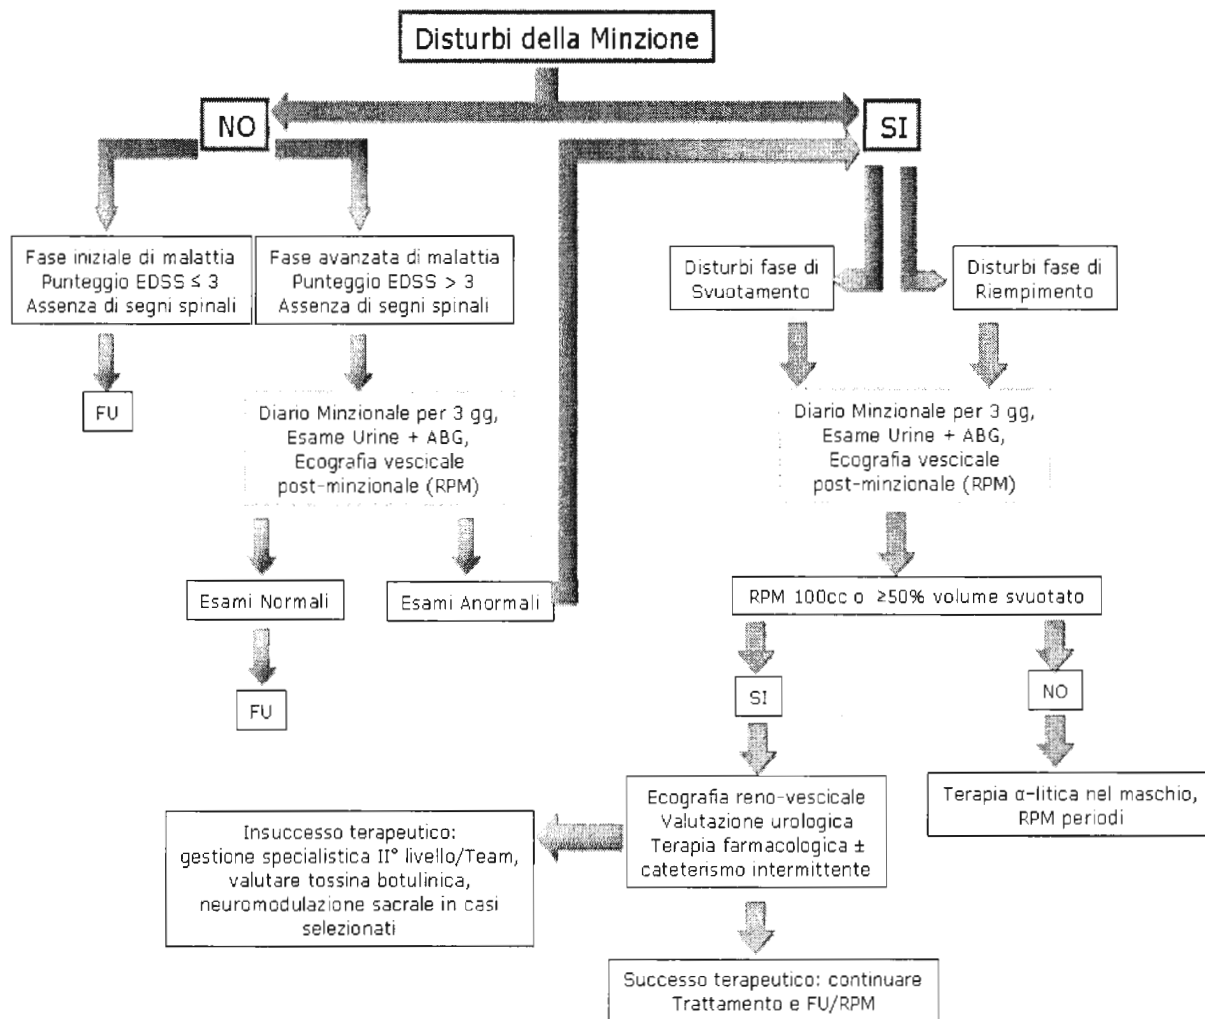 Disturbi della Minzione
NO
SI
Fase iniziale di malattia
Punteggio EDSS ≤ 3
Assenza di segni spinali
Fase avanzata di malattia
Punteggio EDSS > 3
Assenza di segni spinali
Disturbi fase di
Svuotamento
Disturbi fase di
Riempimento
FU
Diario Minzionale per 3 gg,
Esame Urine + ABG,
Ecografia vescicale
post-minzionale (RPM)
Diario Minzionale per 3 gg,
Esame Urine + ABG,
Ecografia vescicale
post-minzionale (RPM)
Esami Normali
Esami Anormali
RPM 100cc o ≥50% volume svuotato
FU
SI
NO
Ecografia reno-vescicale
Valutazione urologica
Terapia farmacologica ±
cateterismo intermittente
Terapia α-litica nel maschio,
RPM periodi
Insuccesso terapeutico:
gestione specialistica II° livello/Team,
valutare tossina botulinica,
neuromodulazione sacrale in casi
selezionati
Successo terapeutico: continuare
Trattamento e FU/RPM